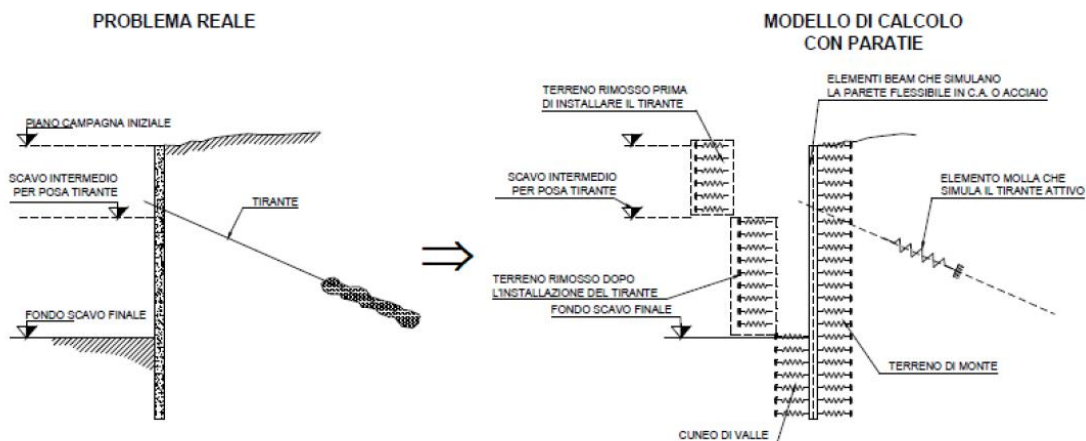 PROBLEMA REALE
PIANO CAMPAGNA INIZIALE
SCAVO INTERMEDIO
PER POSA TIRANTE
TIRANTE
FONDO SCAVO FINALE
MODELLO DI CALCOLO
CON PARATIE
TERRENO RIMOSSO PRIMA
DI INSTALLARE IL TIRANTE
ELEMENTI BEAM CHE SIMULANO
LA PARETE FLESSIBILE IN C.A. O ACCIAIO
SCAVO INTERMEDIO
PER POSA TIRANTE
ELEMENTO MOLLA CHE
SIMULA IL TIRANTE ATTIVO
TERRENO RIMOSSO DOPO
L'INSTALLAZIONE DEL TIRANTE
FONDO SCAVO FINALE
TERRENO DI MONTE
CUNEO DI VALLE